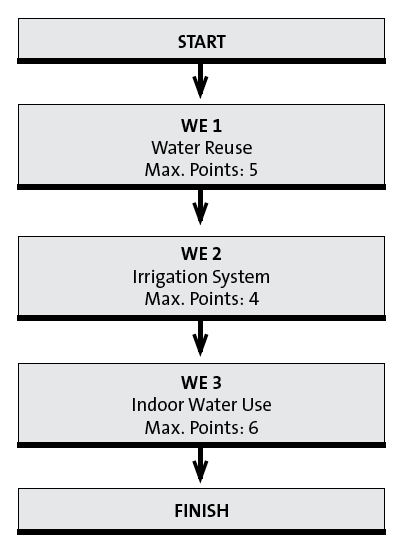 START
WE 1
Water Reuse
Max. Points: 5
WE 2
Irrigation System
Max. Points: 4
WE 3
Indoor Water Use
Max. Points: 6
FINISH